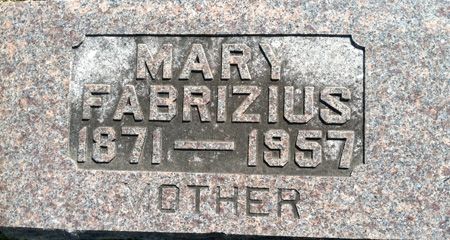 MARY
FABRIZIUS
1871 — 1957
MOTHER